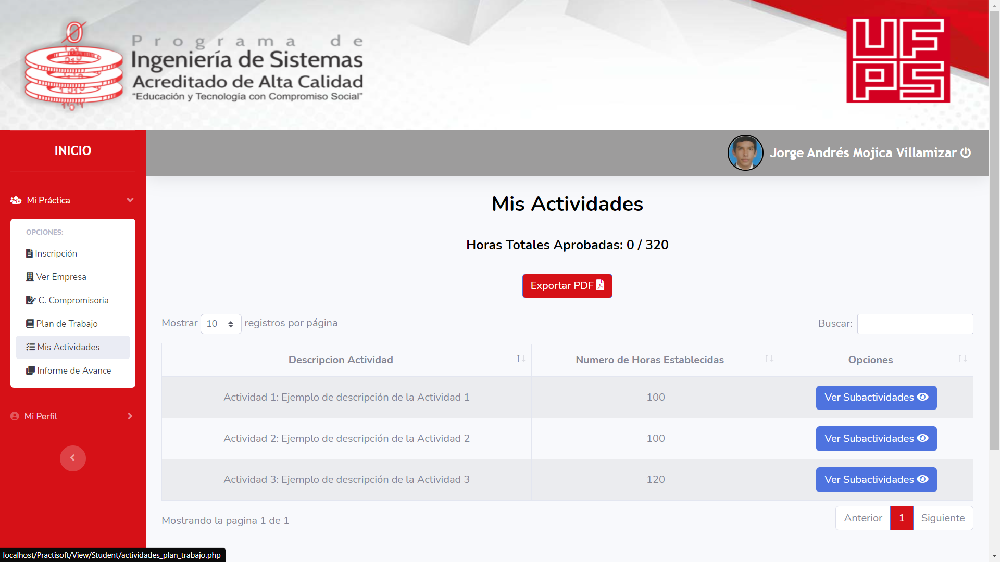 Programa de
Ingeniería de Sistemas
Acreditado de Alta Calidad
“Educación y Tecnología con Compromiso Social”
UFPS
INICIO
Jorge Andrés Mojica Villamizar
Mi Práctica
OPCIONES:
Inscripción
Ver Empresa
C. Compromisoria
Plan de Trabajo
Mis Actividades
Informe de Avance
Mi Perfil
Mis Actividades
Horas Totales Aprobadas: 0 / 320
Exportar PDF
Mostrar 10 registros por página
Buscar:
Descripcion Actividad Numero de Horas Establecidas Opciones
Actividad 1: Ejemplo de descripción de la Actividad 1 100 Ver Subactividades
Actividad 2: Ejemplo de descripción de la Actividad 2 100 Ver Subactividades
Actividad 3: Ejemplo de descripción de la Actividad 3 120 Ver Subactividades
Mostrando la pagina 1 de 1
Anterior 1 Siguiente
localhost/Practisoft/View/Student/actividades_plan_trabajo.php